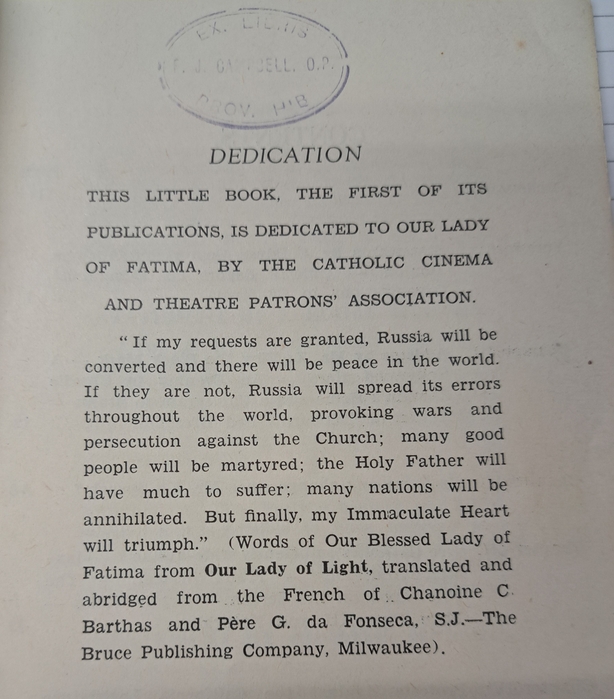 EX. LIBRIS
F. J. O.P.
PROV. HIB
DEDICATION
THIS LITTLE BOOK, THE FIRST OF ITS
PUBLICATIONS, IS DEDICATED TO OUR LADY
OF FATIMA, BY THE CATHOLIC CINEMA
AND THEATRE PATRONS' ASSOCIATION.
“ If my requests are granted, Russia will be
converted and there will be peace in the world.
If they are not, Russia will spread its errors
throughout the world, provoking wars and
persecution against the Church; many good
people will be martyred; the Holy Father will
have much to suffer; many nations will be
annihilated. But finally, my Immaculate Heart
will triumph.” (Words of Our Blessed Lady of
Fatima from Our Lady of Light, translated and
abridged from the French of Chanoine C.
Barthas and Père G. da Fonseca, S.J.—The
Bruce Publishing Company, Milwaukee).